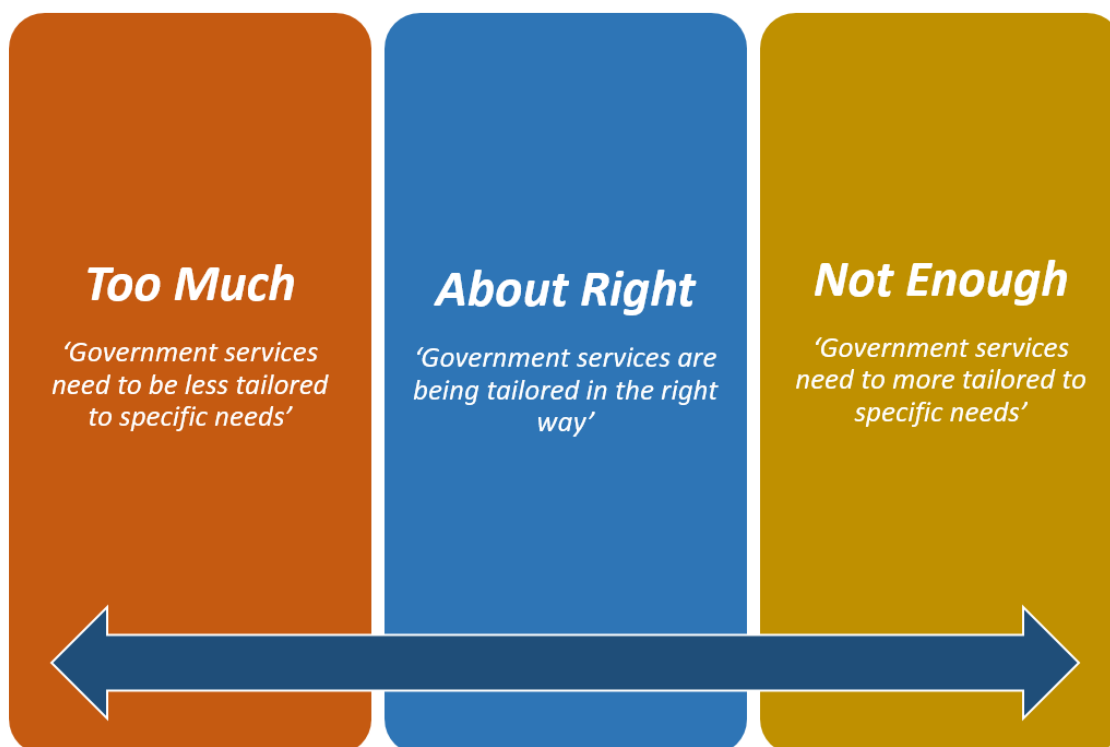 Too Much
‘Government services
need to be less tailored
to specific needs’
About Right
‘Government services are
being tailored in the right
way’
Not Enough
‘Government services
need to more tailored to
specific needs’